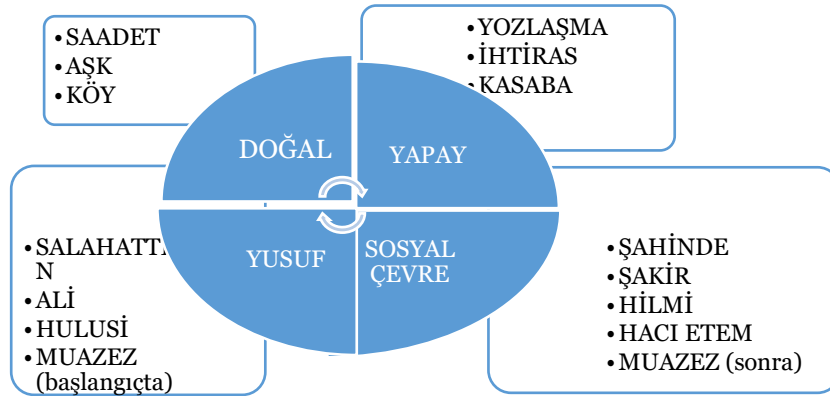 • SAADET
• AŞK
• KÖY
• YOZLAŞMA
• İHTİRAS
• KASABA
DOĞAL
YAPAY
YUSUF
SOSYAL
ÇEVRE
• SALAHATTİ
N
• ALİ
• HULUSİ
• MUAZEZ
(başlangıçta)
• ŞAHİNDE
• ŞAKİR
• HİLMİ
• HACI ETEM
• MUAZEZ (sonra)